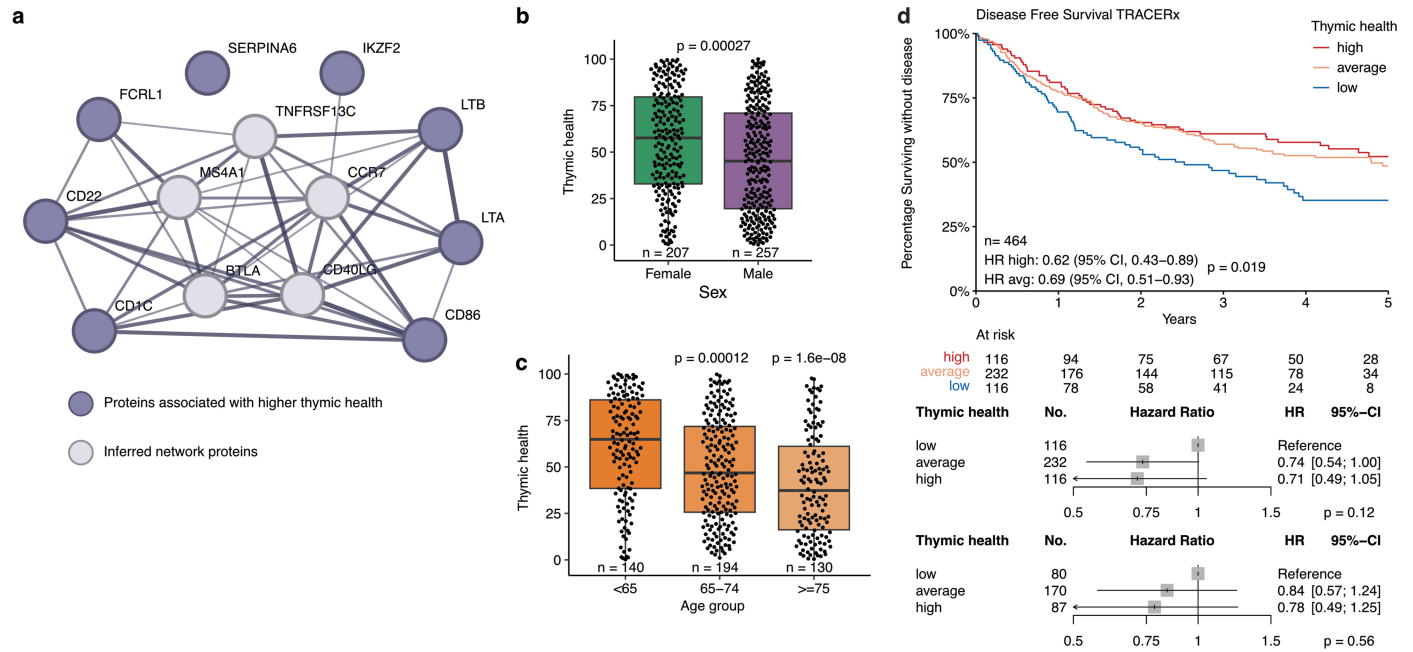 a
SERPINA6
IKZF2
FCRL1
TNFRSF13C
LTB
MS4A1
CCR7
CD22
LTA
BTLA
CD40LG
CD1C
CD86
Proteins associated with higher thymic health
Inferred network proteins
b
p = 0.00027
100
75
50
25
0
Thymic health
n = 207
n = 257
Female
Male
Sex
c
p = 0.00012
p = 1.6e−08
100
75
50
25
0
Thymic health
n = 140
n = 194
n = 130
<65
65−74
>=75
Age group
d
Disease Free Survival TRACERx
Thymic health
high
average
low
100%
75%
50%
25%
0%
Percentage Surviving without disease
n= 464
HR high: 0.62 (95% CI, 0.43−0.89)
HR avg: 0.69 (95% CI, 0.51−0.93)
p = 0.019
0 1 2 3 4 5
Years
At risk
high 116 94 75 67 50 28
average 232 176 144 115 78 34
low 116 78 58 41 24 8
Thymic health No. Hazard Ratio HR 95%−CI
low 116 Reference
average 232 0.74 [0.54; 1.00]
high 116 0.71 [0.49; 1.05]
0.5 0.75 1 1.5 p = 0.12
Thymic health No. Hazard Ratio HR 95%−CI
low 80 Reference
average 170 0.84 [0.57; 1.24]
high 87 0.78 [0.49; 1.25]
0.5 0.75 1 1.5 p = 0.56